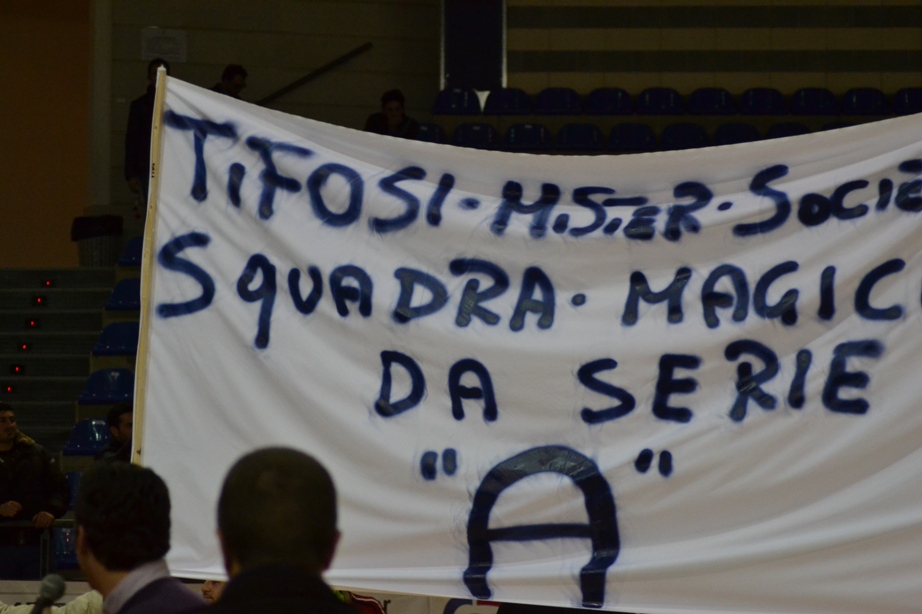 TiFOSI · MiSTER · SOCIE
SqUADRA · MAGIC
DA SERIE
"A"